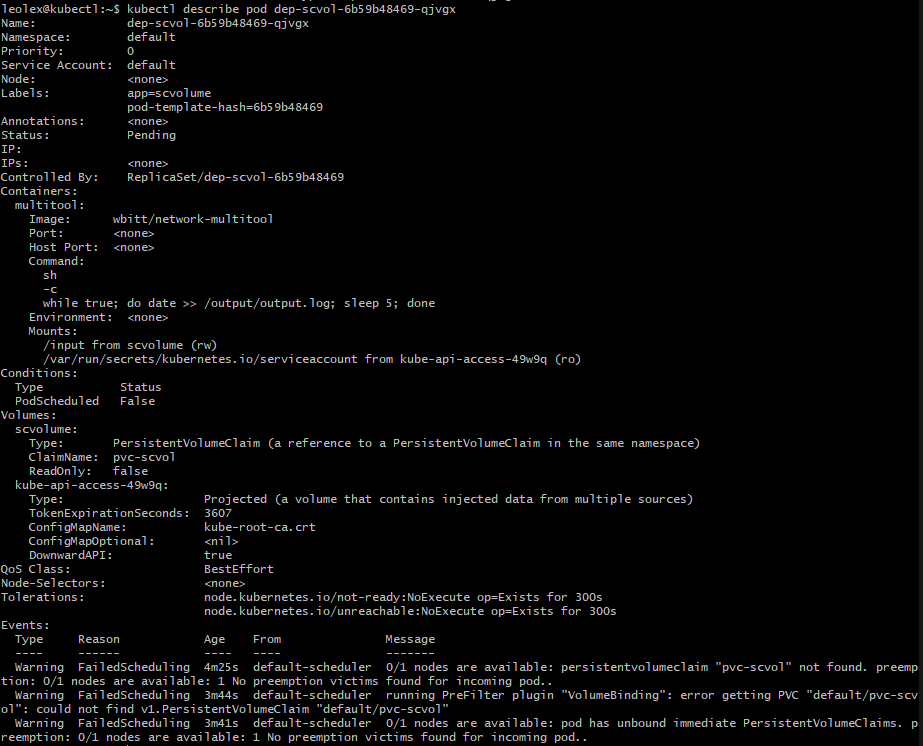 leolex@kubectl:~$ kubectl describe pod dep-scvol-6b59b48469-qjvgx
Name:             dep-scvol-6b59b48469-qjvgx
Namespace:        default
Priority:         0
Service Account:  default
Node:             <none>
Labels:           app=scvolume
                  pod-template-hash=6b59b48469
Annotations:      <none>
Status:           Pending
IP:
IPs:              <none>
Controlled By:    ReplicaSet/dep-scvol-6b59b48469
Containers:
  multitool:
    Image:      wbitt/network-multitool
    Port:       <none>
    Host Port:  <none>
    Command:
      sh
      -c
      while true; do date >> /output/output.log; sleep 5; done
    Environment:  <none>
    Mounts:
      /input from scvolume (rw)
      /var/run/secrets/kubernetes.io/serviceaccount from kube-api-access-49w9q (ro)
Conditions:
  Type           Status
  PodScheduled   False
Volumes:
  scvolume:
    Type:       PersistentVolumeClaim (a reference to a PersistentVolumeClaim in the same namespace)
    ClaimName:  pvc-scvol
    ReadOnly:   false
  kube-api-access-49w9q:
    Type:                    Projected (a volume that contains injected data from multiple sources)
    TokenExpirationSeconds:  3607
    ConfigMapName:           kube-root-ca.crt
    ConfigMapOptional:       <nil>
    DownwardAPI:             true
QoS Class:                   BestEffort
Node-Selectors:              <none>
Tolerations:                 node.kubernetes.io/not-ready:NoExecute op=Exists for 300s
                             node.kubernetes.io/unreachable:NoExecute op=Exists for 300s
Events:
  Type     Reason            Age    From               Message
  ----     ------            ----   ----               -------
  Warning  FailedScheduling  4m25s  default-scheduler  0/1 nodes are available: persistentvolumeclaim "pvc-scvol" not found. preemp
tion: 0/1 nodes are available: 1 No preemption victims found for incoming pod..
  Warning  FailedScheduling  3m44s  default-scheduler  running PreFilter plugin "VolumeBinding": error getting PVC "default/pvc-scv
ol": could not find v1.PersistentVolumeClaim "default/pvc-scvol"
  Warning  FailedScheduling  3m41s  default-scheduler  0/1 nodes are available: pod has unbound immediate PersistentVolumeClaims. p
reemption: 0/1 nodes are available: 1 No preemption victims found for incoming pod..